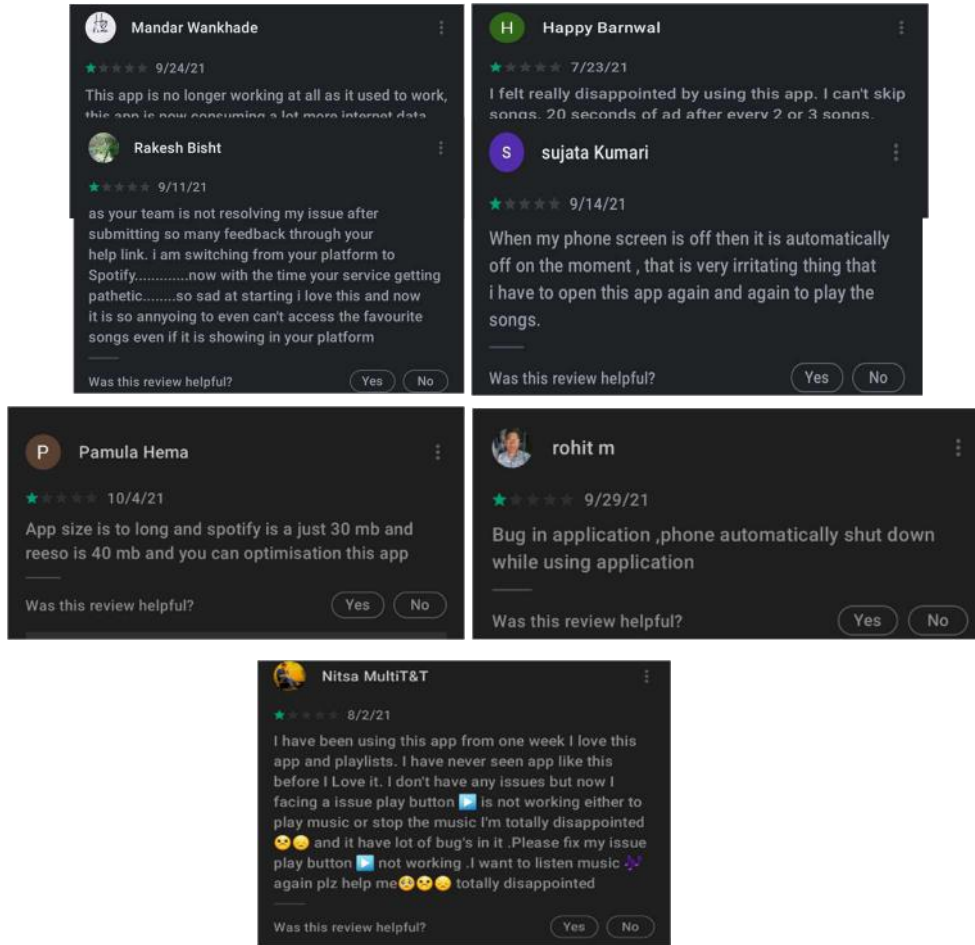 Mandar Wankhade
9/24/21
This app is no longer working at all as it used to work,
this app is now consuming a lot more internet data
Rakesh Bisht
9/11/21
as your team is not resolving my issue after
submitting so many feedback through your
help link. i am switching from your platform to
Spotify............now with the time your service getting
pathetic........so sad at starting i love this and now
it is so annyoing to even can't access the favourite
songs even if it is showing in your platform
Was this review helpful?
Yes
No
H
Happy Barnwal
7/23/21
I felt really disappointed by using this app. I can't skip
songs. 20 seconds of ad after every 2 or 3 songs.
S
sujata Kumari
9/14/21
When my phone screen is off then it is automatically
off on the moment , that is very irritating thing that
i have to open this app again and again to play the
songs.
Was this review helpful?
Yes
No
P
Pamula Hema
10/4/21
App size is to long and spotify is a just 30 mb and
reeso is 40 mb and you can optimisation this app
Was this review helpful?
Yes
No
rohit m
9/29/21
Bug in application ,phone automatically shut down
while using application
Was this review helpful?
Yes
No
Nitsa MultiT&T
8/2/21
I have been using this app from one week I love this
app and playlists. I have never seen app like this
before I Love it. I don't have any issues but now I
facing a issue play button ▶️ is not working either to
play music or stop the music I'm totally disappointed
😕😞 and it have lot of bug's in it .Please fix my issue
play button ▶️ not working .I want to listen music 🎶
again plz help me🥺😕😞 totally disappointed
Was this review helpful?
Yes
No